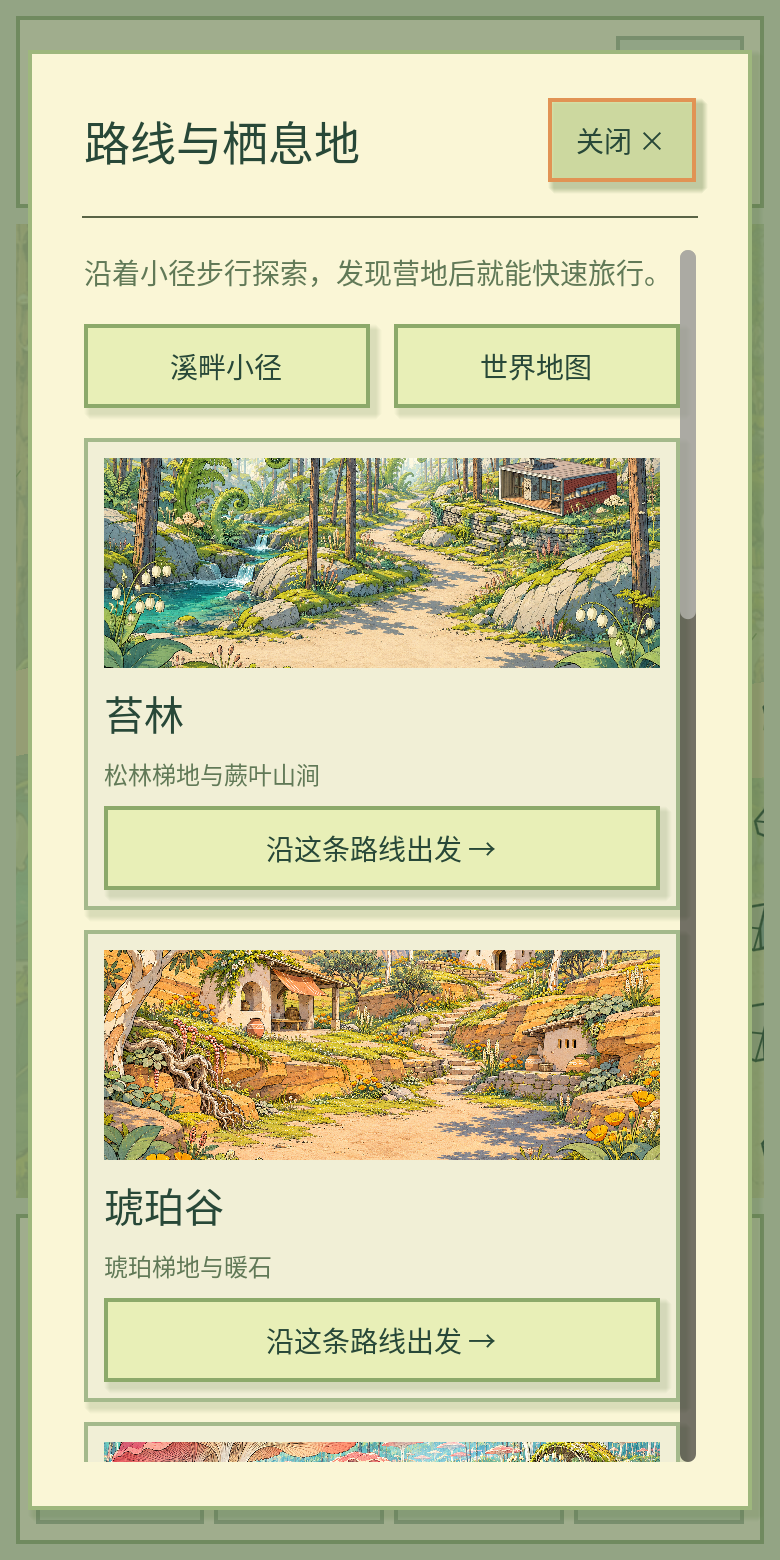 路线与栖息地
关闭 ×
沿着小径步行探索，发现营地后就能快速旅行。
溪畔小径
世界地图
苔林
松林梯地与蕨叶山涧
沿这条路线出发 →
琥珀谷
琥珀梯地与暖石
沿这条路线出发 →